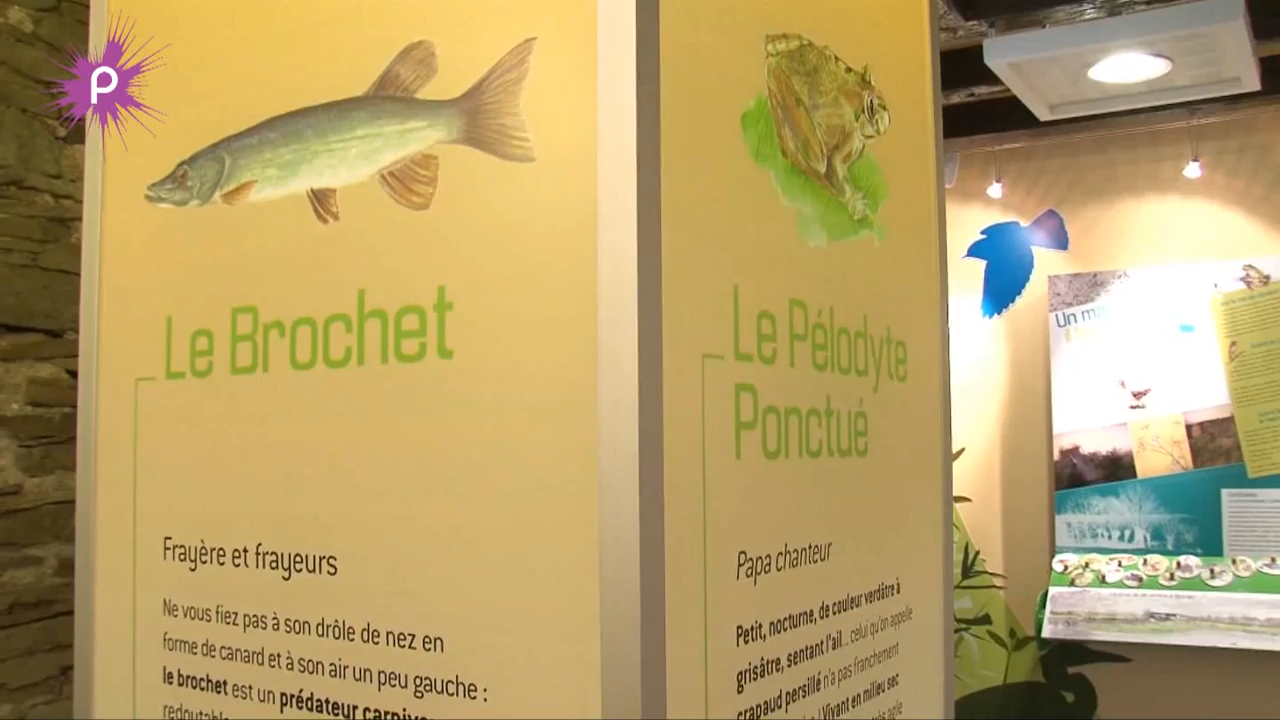 P
Le Brochet
Frayère et frayeurs
Ne vous fiez pas à son drôle de nez en
forme de canard et à son air un peu gauche :
le brochet est un prédateur
Le Pélodyte
Ponctué
Papa chanteur
Petit, nocturne, de couleur verdâtre à
grisâtre, sentant l'ail... celui qu'on appelle
crapaud persillé n'a pas franchement
Vivant en milieu sec
Un